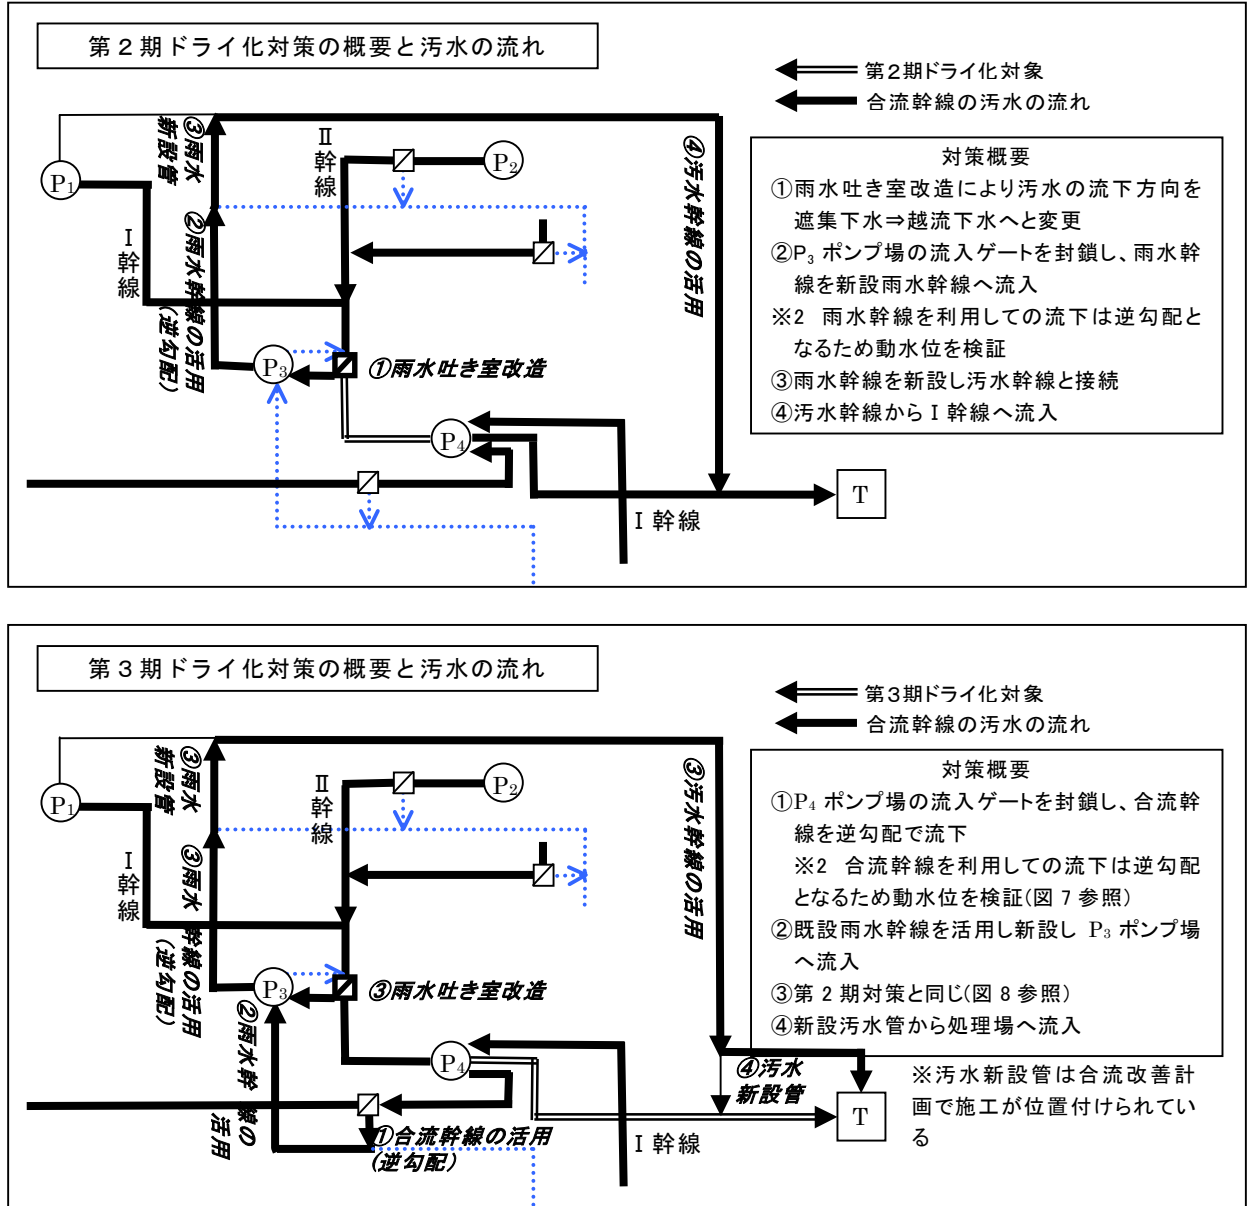 第2期ドライ化対策の概要と汚水の流れ
第2期ドライ化対象
合流幹線の汚水の流れ
③雨水
新設管
P₁
Ⅰ
幹
線
②雨水幹線の活用
(逆勾配)
Ⅱ
幹
線
P₂
④汚水幹線の活用
P₃
①雨水吐き室改造
P₄
Ⅰ幹線
T
対策概要
①雨水吐き室改造により汚水の流下方向を
遮集下水⇒越流下水へと変更
②P₃ ポンプ場の流入ゲートを封鎖し、雨水幹
線を新設雨水幹線へ流入
※2 雨水幹線を利用しての流下は逆勾配と
なるため動水位を検証
③雨水幹線を新設し汚水幹線と接続
④汚水幹線からⅠ幹線へ流入
第3期ドライ化対策の概要と汚水の流れ
第3期ドライ化対象
合流幹線の汚水の流れ
③雨水
新設管
P₁
Ⅰ
幹
線
③雨水幹線の活用
(逆勾配)
Ⅱ
幹
線
P₂
③汚水幹線の活用
P₃
③雨水吐き室改造
②雨水幹線の
活用
P₄
①合流幹線の活用
(逆勾配)
④汚水
新設管
Ⅰ幹線
T
対策概要
①P₄ ポンプ場の流入ゲートを封鎖し、合流幹
線を逆勾配で流下
※2 合流幹線を利用しての流下は逆勾配
となるため動水位を検証(図7参照)
②既設雨水幹線を活用し新設し P₃ ポンプ場
へ流入
③第2期対策と同じ(図8参照)
④新設汚水管から処理場へ流入
※汚水新設管は合流改善計
画で施工が位置付けられてい
る